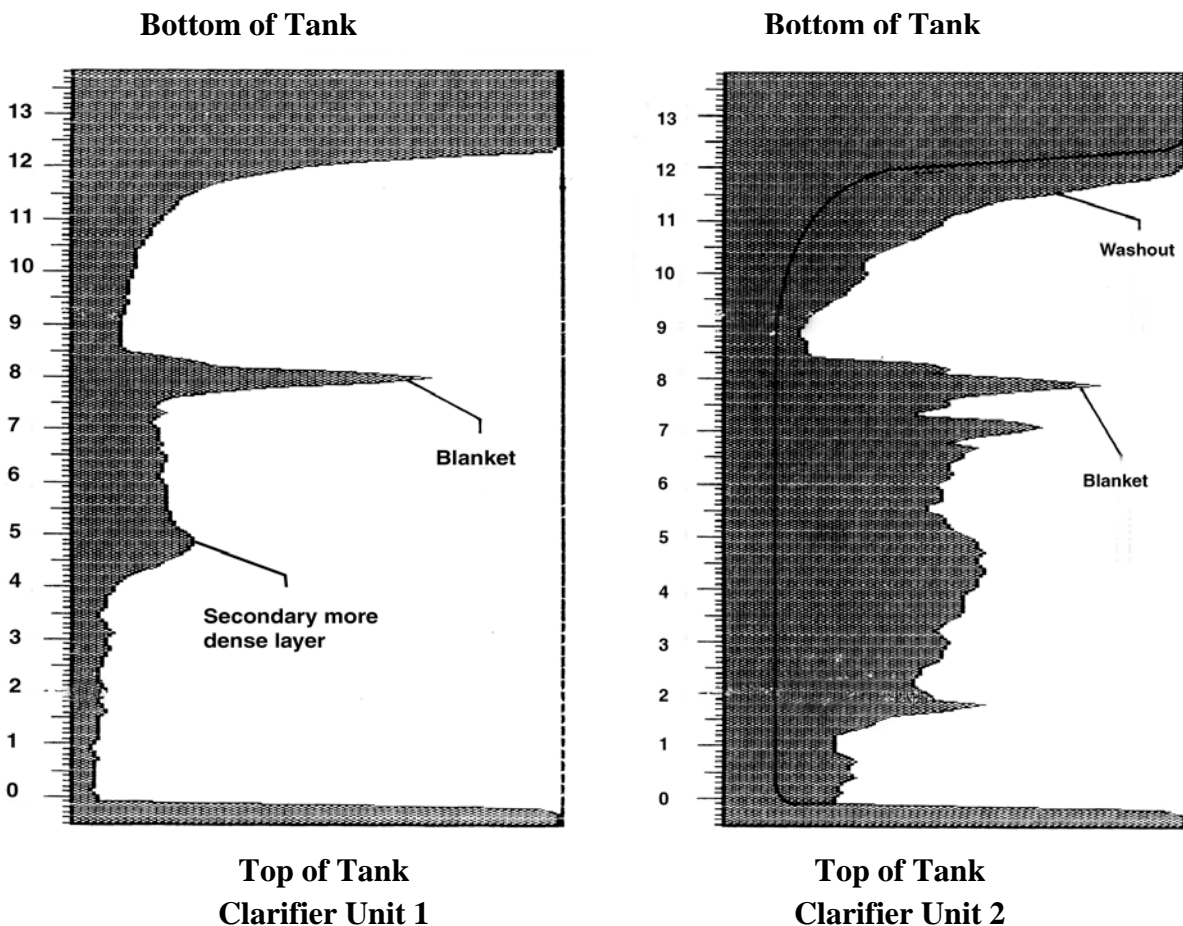 Bottom of Tank
13
12
11
10
9
8
7
6
5
4
3
2
1
0
Blanket
Secondary more
dense layer
Top of Tank
Clarifier Unit 1
Bottom of Tank
13
12
11
10
9
8
7
6
5
4
3
2
1
0
Washout
Blanket
Top of Tank
Clarifier Unit 2